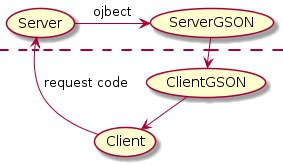 Server
ojbect
ServerGSON
ClientGSON
request code
Client